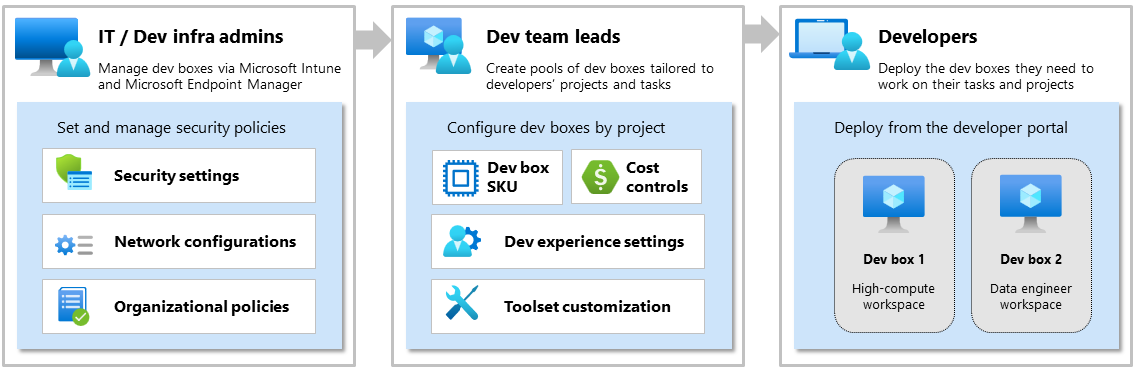 IT / Dev infra admins
Manage dev boxes via Microsoft Intune
and Microsoft Endpoint Manager
Set and manage security policies
Security settings
Network configurations
Organizational policies
Dev team leads
Create pools of dev boxes tailored to
developers’ projects and tasks
Configure dev boxes by project
Dev box
SKU
Cost
controls
Dev experience settings
Toolset customization
Developers
Deploy the dev boxes they need to
work on their tasks and projects
Deploy from the developer portal
Dev box 1
High-compute
workspace
Dev box 2
Data engineer
workspace